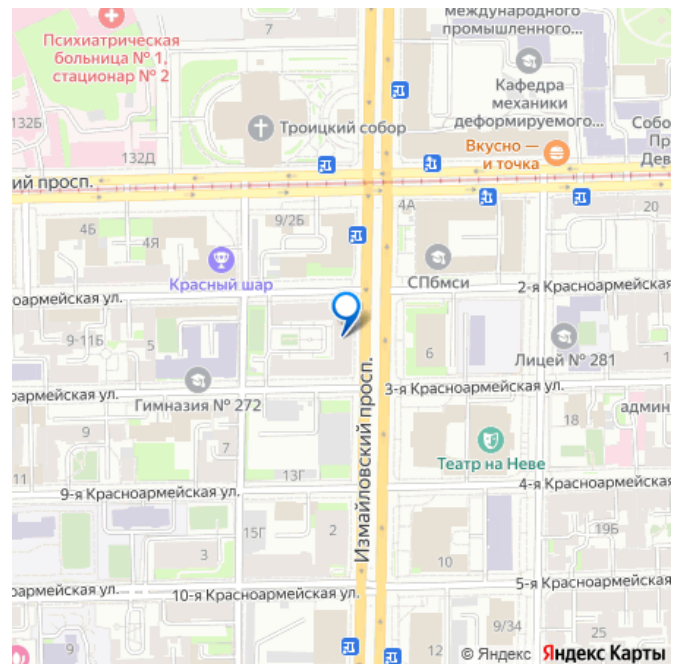 международного
промышленного...
Психиатрическая
больница № 1,
стационар № 2
7
Кафедра
механики
деформируемого...
132Б
Троицкий собор
Собо
Пр
Дев
Вкусно —
и точка
132Д
ий просп.
4А
20
9/2Б
4Б
4Я
Красный шар
СПбмси
2-я Красноармейская
оармейская ул.
9-11Б
5
6
Лицей № 281
3-я Красноармейская ул.
армейская ул.
Гимназия № 272
Измайловский просп.
18
админ
9
7
Театр на Неве
11
13Г
4-я Красноармейская
9-я Красноармейская ул.
15Г
2
19Б
3
10
5-я Красноармейская
армейская ул.
10-я Красноармейская ул.
9/34
25
9
12
© Яндекс Яндекс Карты